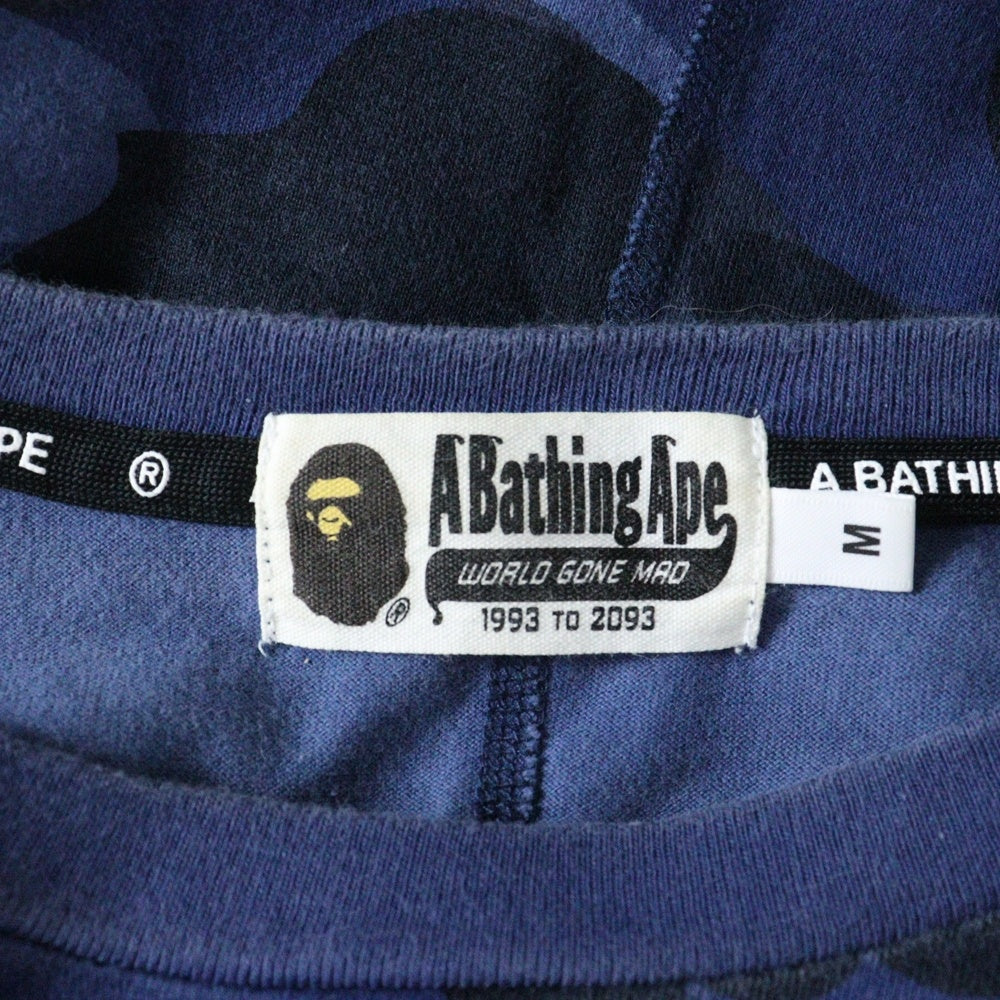 PE ®
A Bathing Ape
WORLD GONE MAD
1993 TO 2093
®
A BATHI
M